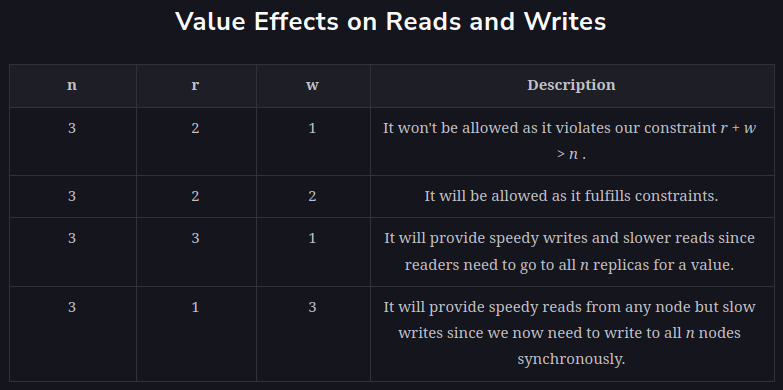 Value Effects on Reads and Writes
n r w Description
3 2 1 It won't be allowed as it violates our constraint r + w
> n .
3 2 2 It will be allowed as it fulfills constraints.
3 3 1 It will provide speedy writes and slower reads since
readers need to go to all n replicas for a value.
3 1 3 It will provide speedy reads from any node but slow
writes since we now need to write to all n nodes
synchronously.